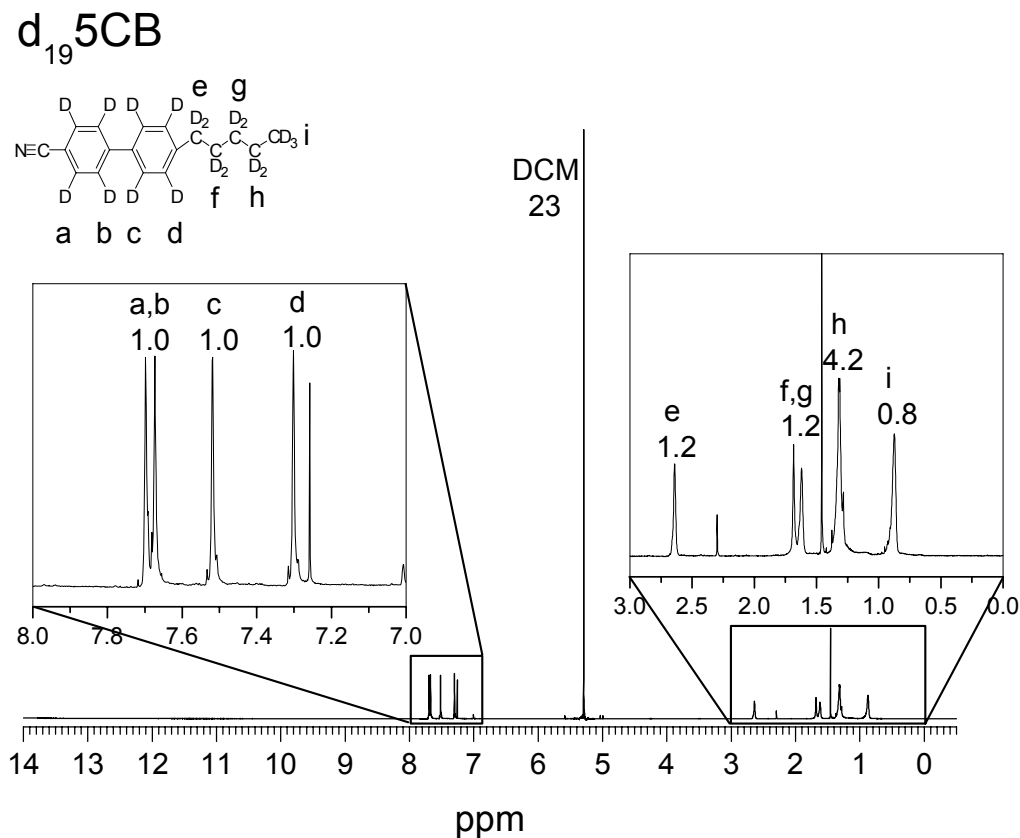 d₁₉5CB
e g
D D D D D₂ D₂
N≡ CD₃ i
D₂ D₂
D D D D f h
a b c d
DCM
23
a,b c d
1.0 1.0 1.0
8.0 7.8 7.6 7.4 7.2 7.0
e f,g h i
1.2 1.2 4.2 0.8
3.0 2.5 2.0 1.5 1.0 0.5 0.0
14 13 12 11 10 9 8 7 6 5 4 3 2 1 0
ppm